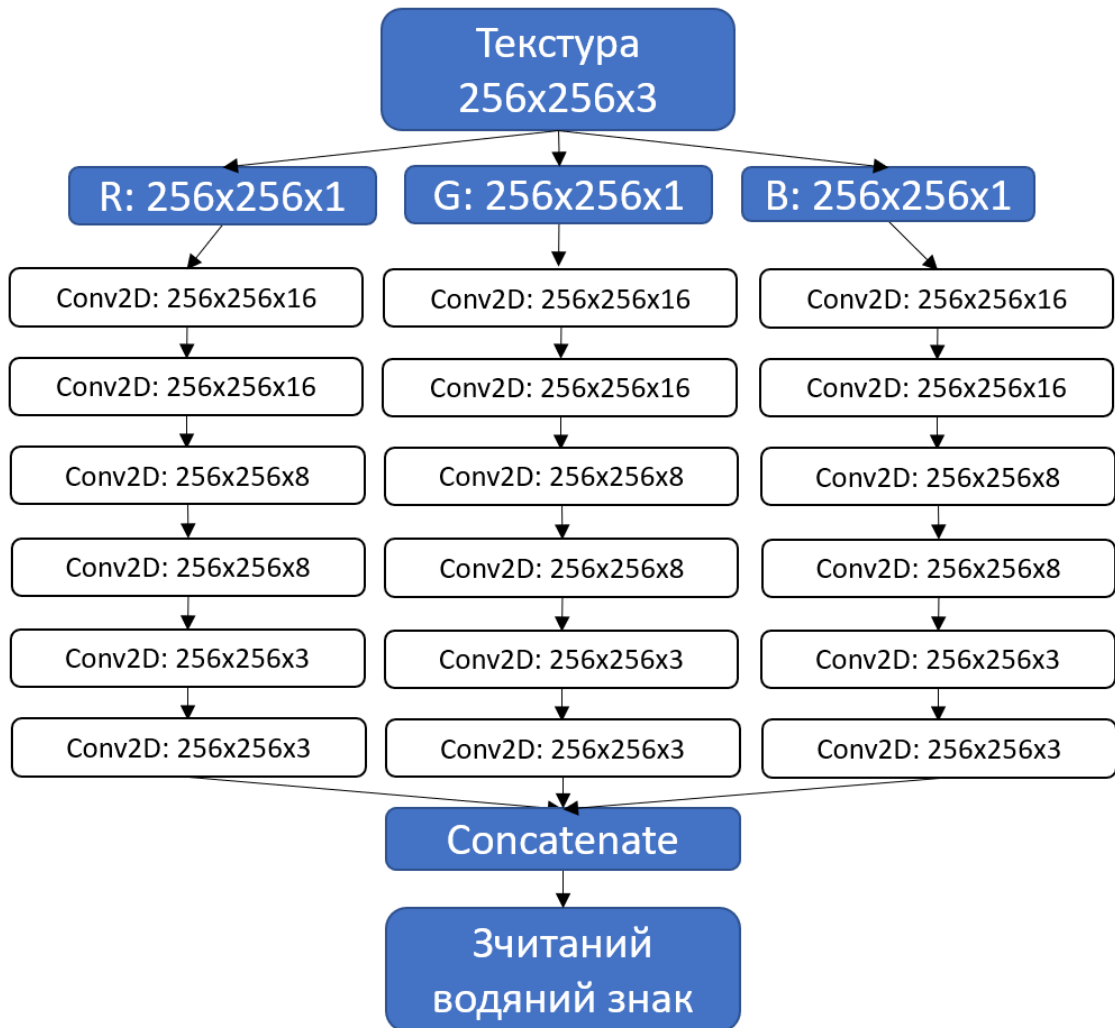 Текстура
256x256x3
R: 256x256x1
G: 256x256x1
B: 256x256x1
Conv2D: 256x256x16
Conv2D: 256x256x16
Conv2D: 256x256x16
Conv2D: 256x256x16
Conv2D: 256x256x16
Conv2D: 256x256x16
Conv2D: 256x256x8
Conv2D: 256x256x8
Conv2D: 256x256x8
Conv2D: 256x256x8
Conv2D: 256x256x8
Conv2D: 256x256x8
Conv2D: 256x256x3
Conv2D: 256x256x3
Conv2D: 256x256x3
Conv2D: 256x256x3
Conv2D: 256x256x3
Conv2D: 256x256x3
Concatenate
Зчитаний
водяний знак